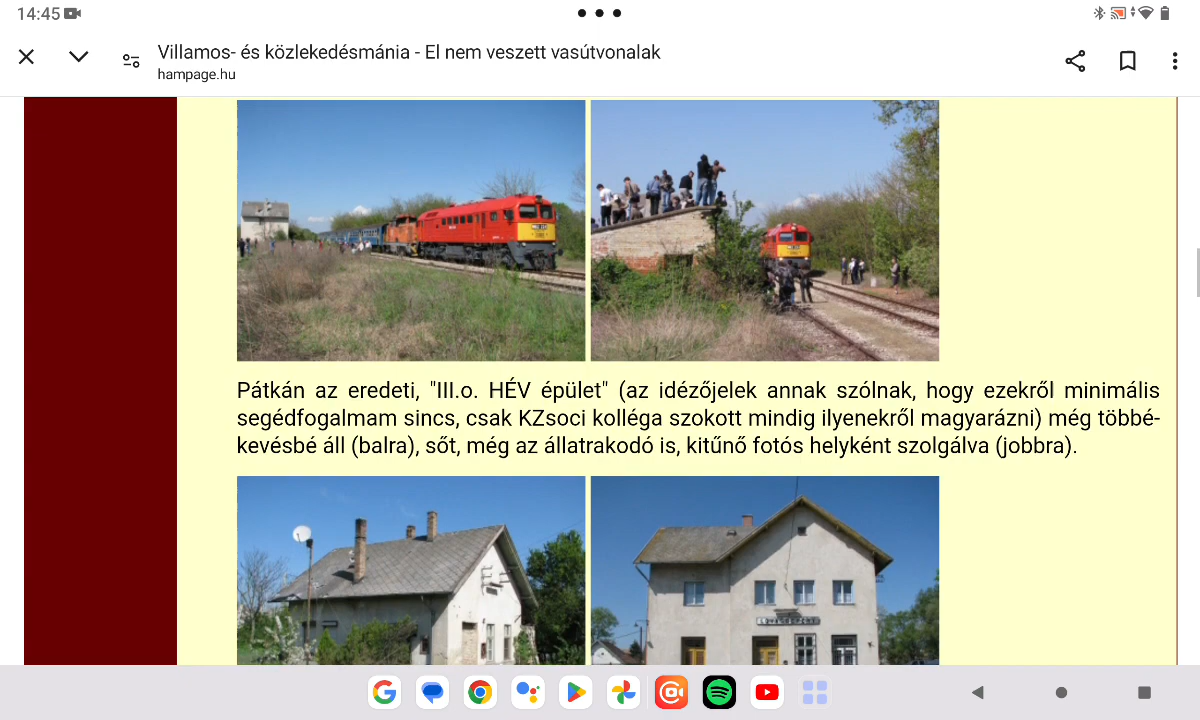 14:45
Villamos- és közlekedésmánia - El nem veszett vasútvonalak
hampage.hu
Pátkán az eredeti, "III.o. HÉV épület" (az idézőjelek annak szólnak, hogy ezekről minimális
segédfogalmam sincs, csak KZsoci kolléga szokott mindig ilyenekről magyarázni) még többé-
kevésbé áll (balra), sőt, még az állatrakodó is, kitűnő fotós helyként szolgálva (jobbra).